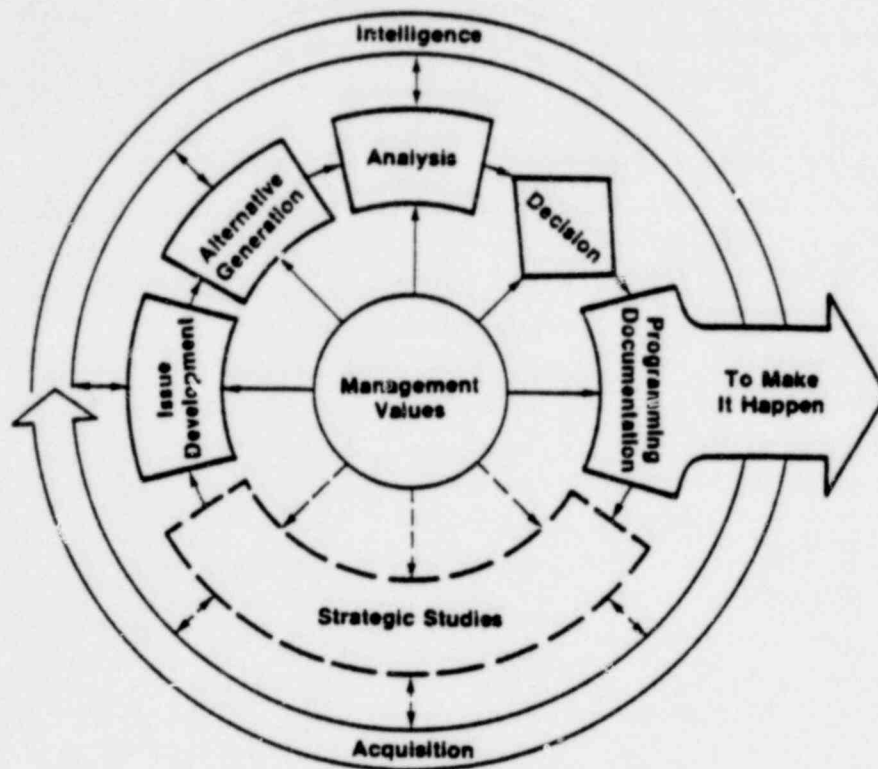 Intelligence
Analysis
Alternative
Generation
Decision
Issue
Development
Management
Values
Programming
Documentation
To Make
It Happen
Strategic Studies
Acquisition